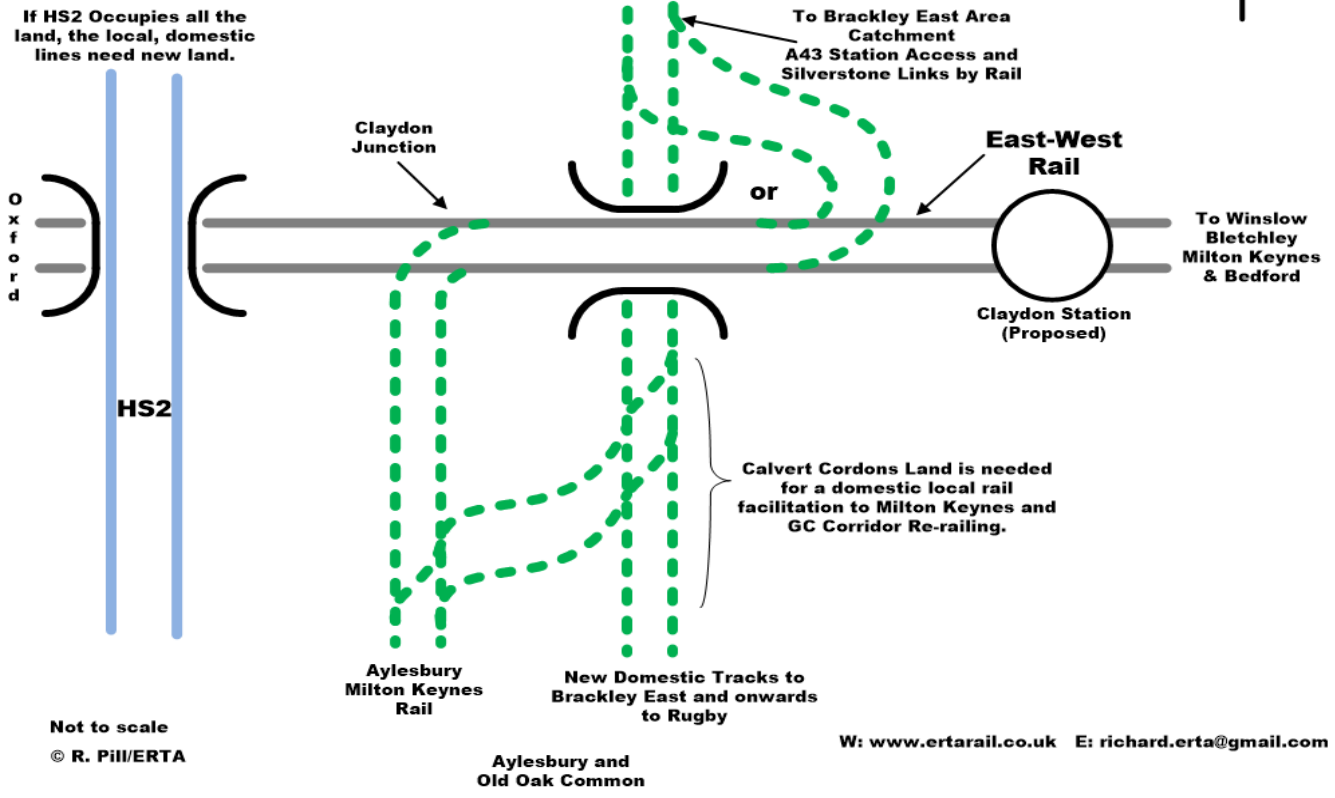 If HS2 Occupies all the
land, the local, domestic
lines need new land.
To Brackley East Area
Catchment
A43 Station Access and
Silverstone Links by Rail
Claydon
Junction
East-West
Rail
or
Oxford
To Winslow
Bletchley
Milton Keynes
& Bedford
Claydon Station
(Proposed)
HS2
Calvert Cordons Land is needed
for a domestic local rail
facilitation to Milton Keynes and
GC Corridor Re-railing.
Aylesbury
Milton Keynes
Rail
New Domestic Tracks to
Brackley East and onwards
to Rugby
Not to scale
© R. Pill/ERTA
W: www.ertarail.co.uk E: richard.erta@gmail.com
Aylesbury and
Old Oak Common